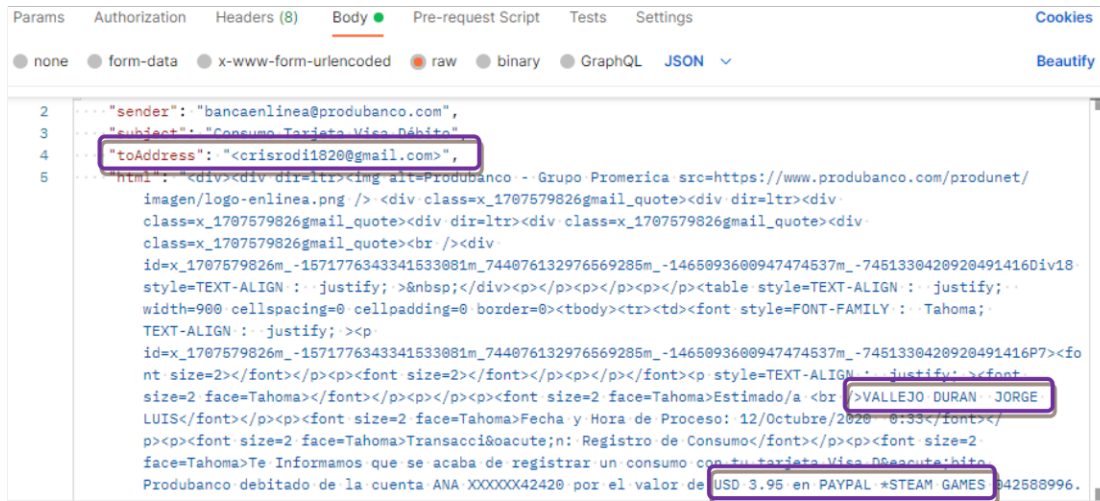 Params Authorization Headers (8) Body Pre-request Script Tests Settings Cookies
none form-data x-www-form-urlencoded raw binary GraphQL JSON Beautify
2 "sender": "bancaenlinea@produbanco.com",
3 "subject": "Consumo Tarjeta Visa Débito",
4 "toAddress": "<crisrodi1820@gmail.com>",
5 "html": "<div><div dir=ltr><img alt=Produbanco - Grupo Promerica src=https://www.produbanco.com/produnet/
imagen/logo-enlinea.png /> <div class=x_1707579826gmail_quote><div dir=ltr><div
class=x_1707579826gmail_quote><div dir=ltr><div class=x_1707579826gmail_quote><div
class=x_1707579826gmail_quote><br /><div
id=x_1707579826m_-1571776343341533081m_744076132976569285m_-1465093600947474537m_-7451330420920491416Div18
style=TEXT-ALIGN : justify; >&nbsp;</div><p></p><p></p><p></p><table style=TEXT-ALIGN : justify;
width=900 cellspacing=0 cellpadding=0 border=0><tbody><tr><td><font style=FONT-FAMILY : Tahoma;
TEXT-ALIGN : justify; ><p
id=x_1707579826m_-1571776343341533081m_744076132976569285m_-1465093600947474537m_-7451330420920491416P7><fo
nt size=2></font></p><p><font size=2></font></p><p></p></font><p style=TEXT-ALIGN : justify; ><font
size=2 face=Tahoma></font></p><p></p><p><font size=2 face=Tahoma>Estimado/a <br />VALLEJO DURAN JORGE
LUIS</font></p><p><font size=2 face=Tahoma>Fecha y Hora de Proceso: 12/Octubre/2020 0:33</font></
p><p><font size=2 face=Tahoma>Transacci&oacute;n: Registro de Consumo</font></p><p><font size=2
face=Tahoma>Te Informamos que se acaba de registrar un consumo con tu tarjeta Visa D&eacute;bito
Produbanco debitado de la cuenta ANA XXXXXX42420 por el valor de USD 3.95 en PAYPAL *STEAM GAMES 042588996.